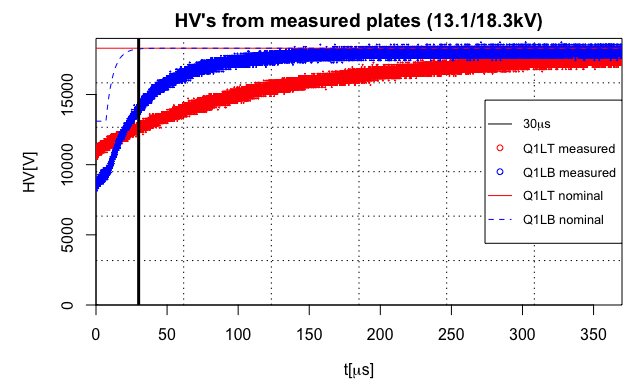 HV's from measured plates (13.1/18.3kV)
HV[V]
15000
10000
5000
0
30μs
Q1LT measured
Q1LB measured
Q1LT nominal
Q1LB nominal
0 50 100 150 200 250 300 350
t[μs]